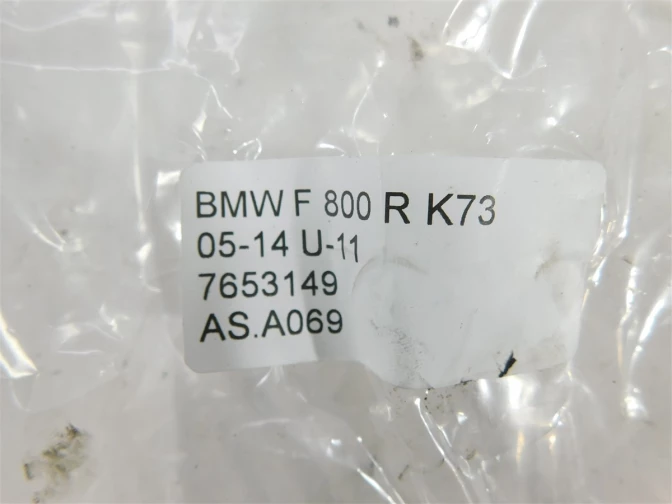 BMW F 800 R K73
05-14 U-11
7653149
AS.A069